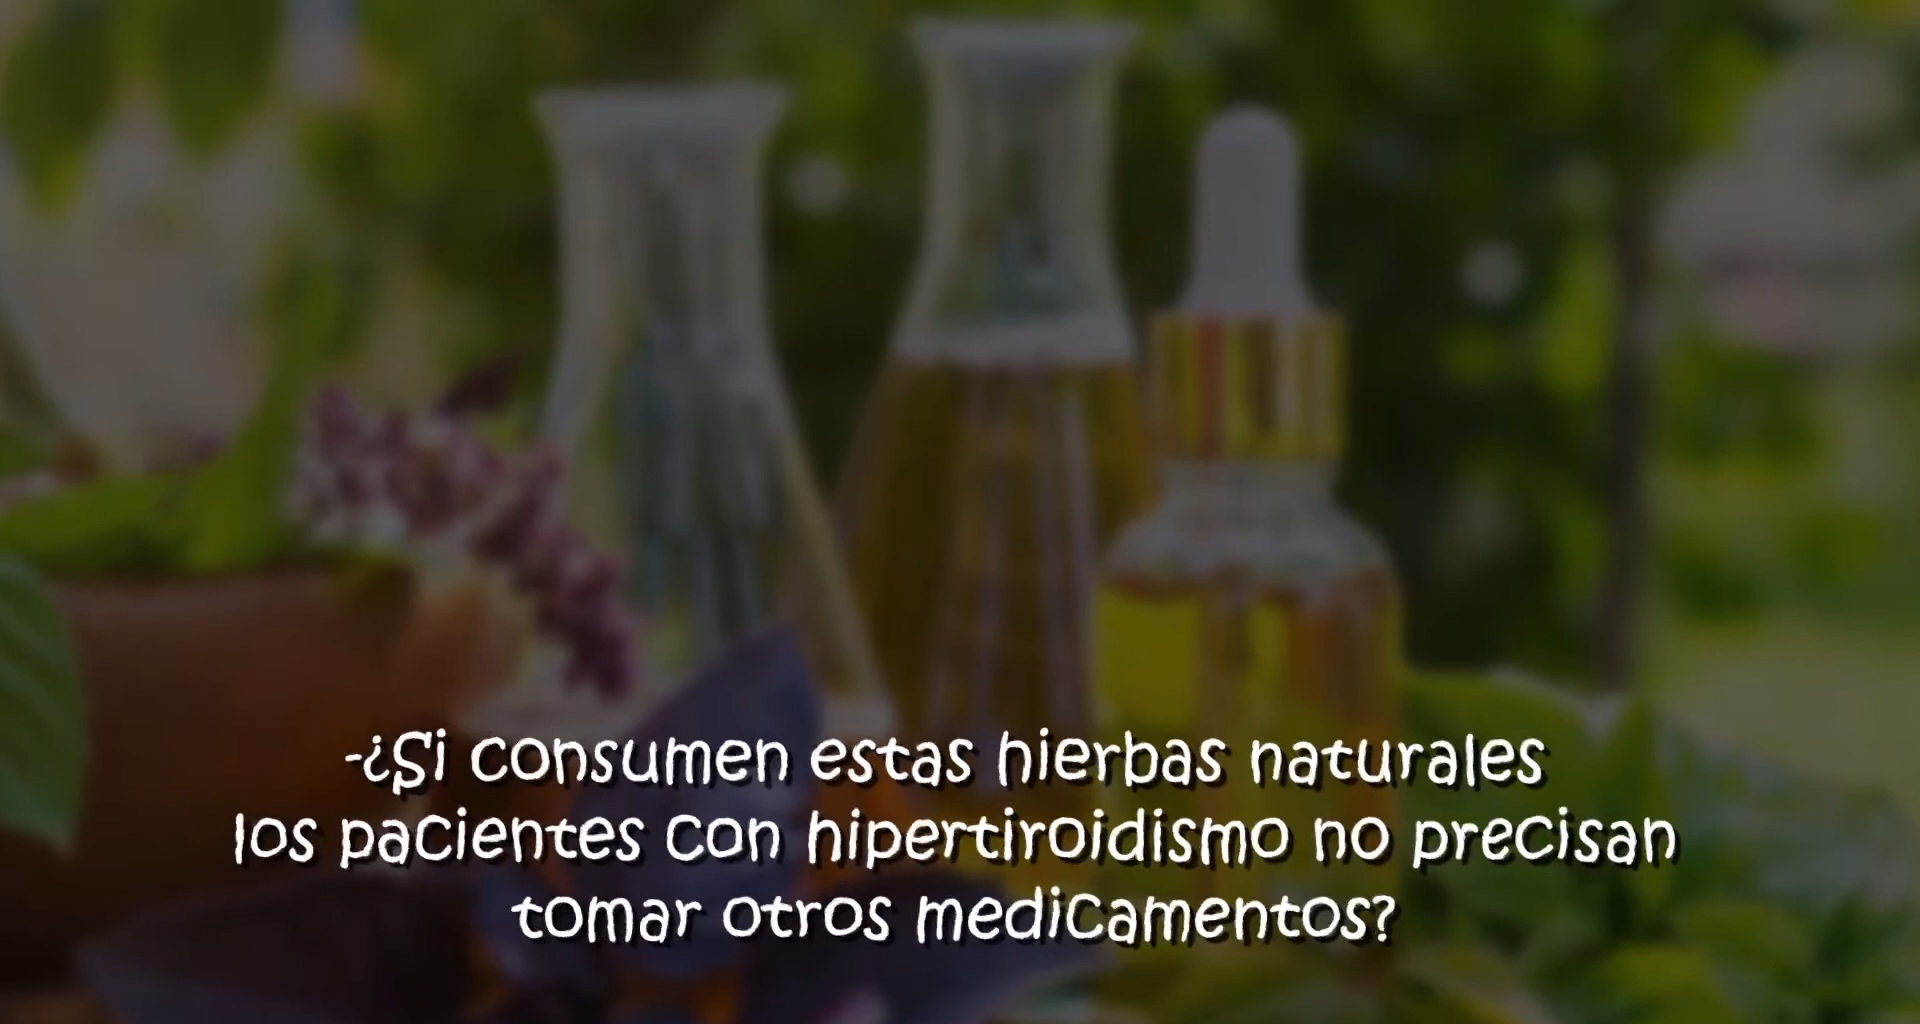 -¿Si consumen estas hierbas naturales
los pacientes con hipertiroidismo no precisan
tomar otros medicamentos?